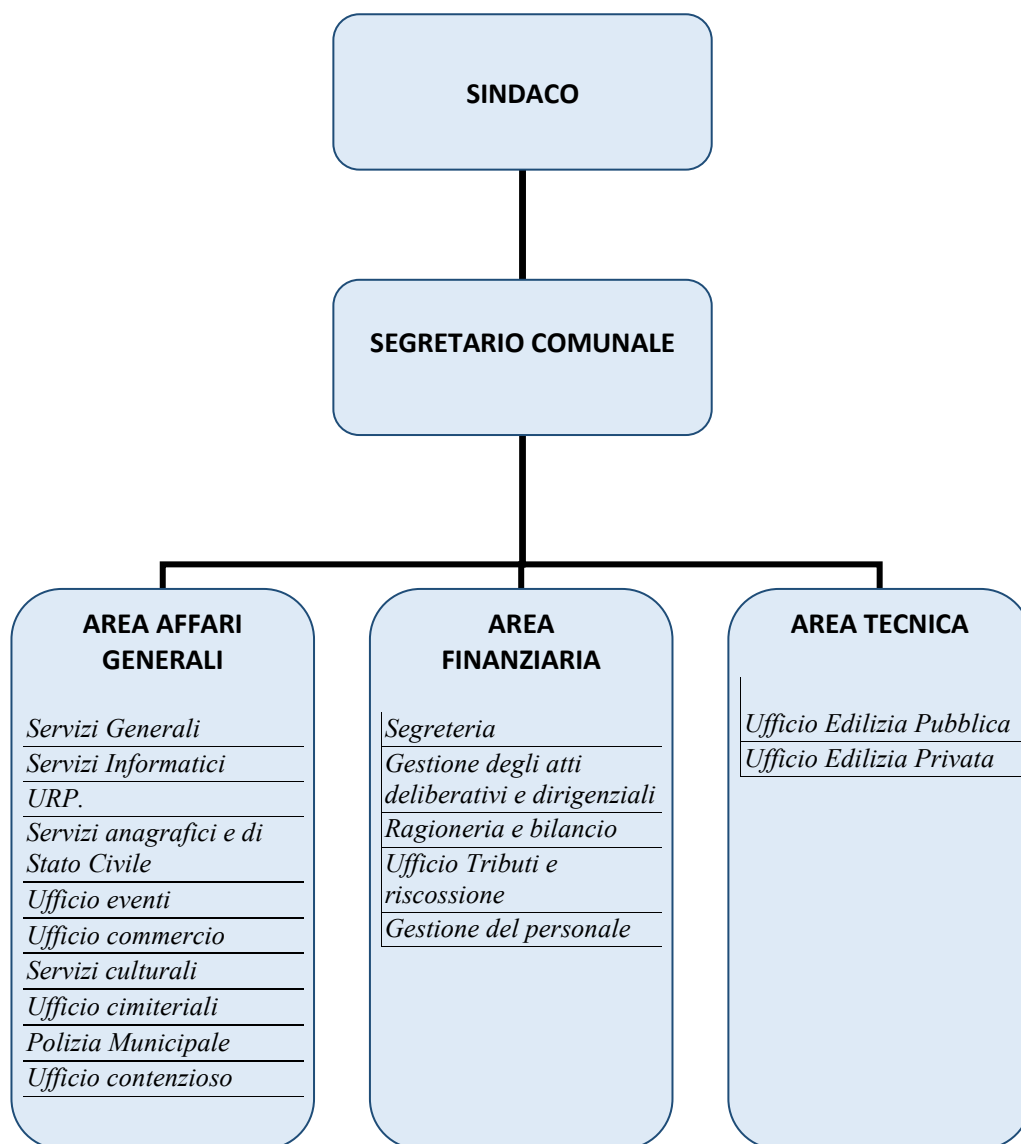 SINDACO
SEGRETARIO COMUNALE
AREA AFFARI
GENERALI
Servizi Generali
Servizi Informatici
URP.
Servizi anagrafici e di
Stato Civile
Ufficio eventi
Ufficio commercio
Servizi culturali
Ufficio cimiteriali
Polizia Municipale
Ufficio contenzioso
AREA
FINANZIARIA
Segreteria
Gestione degli atti
deliberativi e dirigenziali
Ragioneria e bilancio
Ufficio Tributi e
riscossione
Gestione del personale
AREA TECNICA
Ufficio Edilizia Pubblica
Ufficio Edilizia Privata